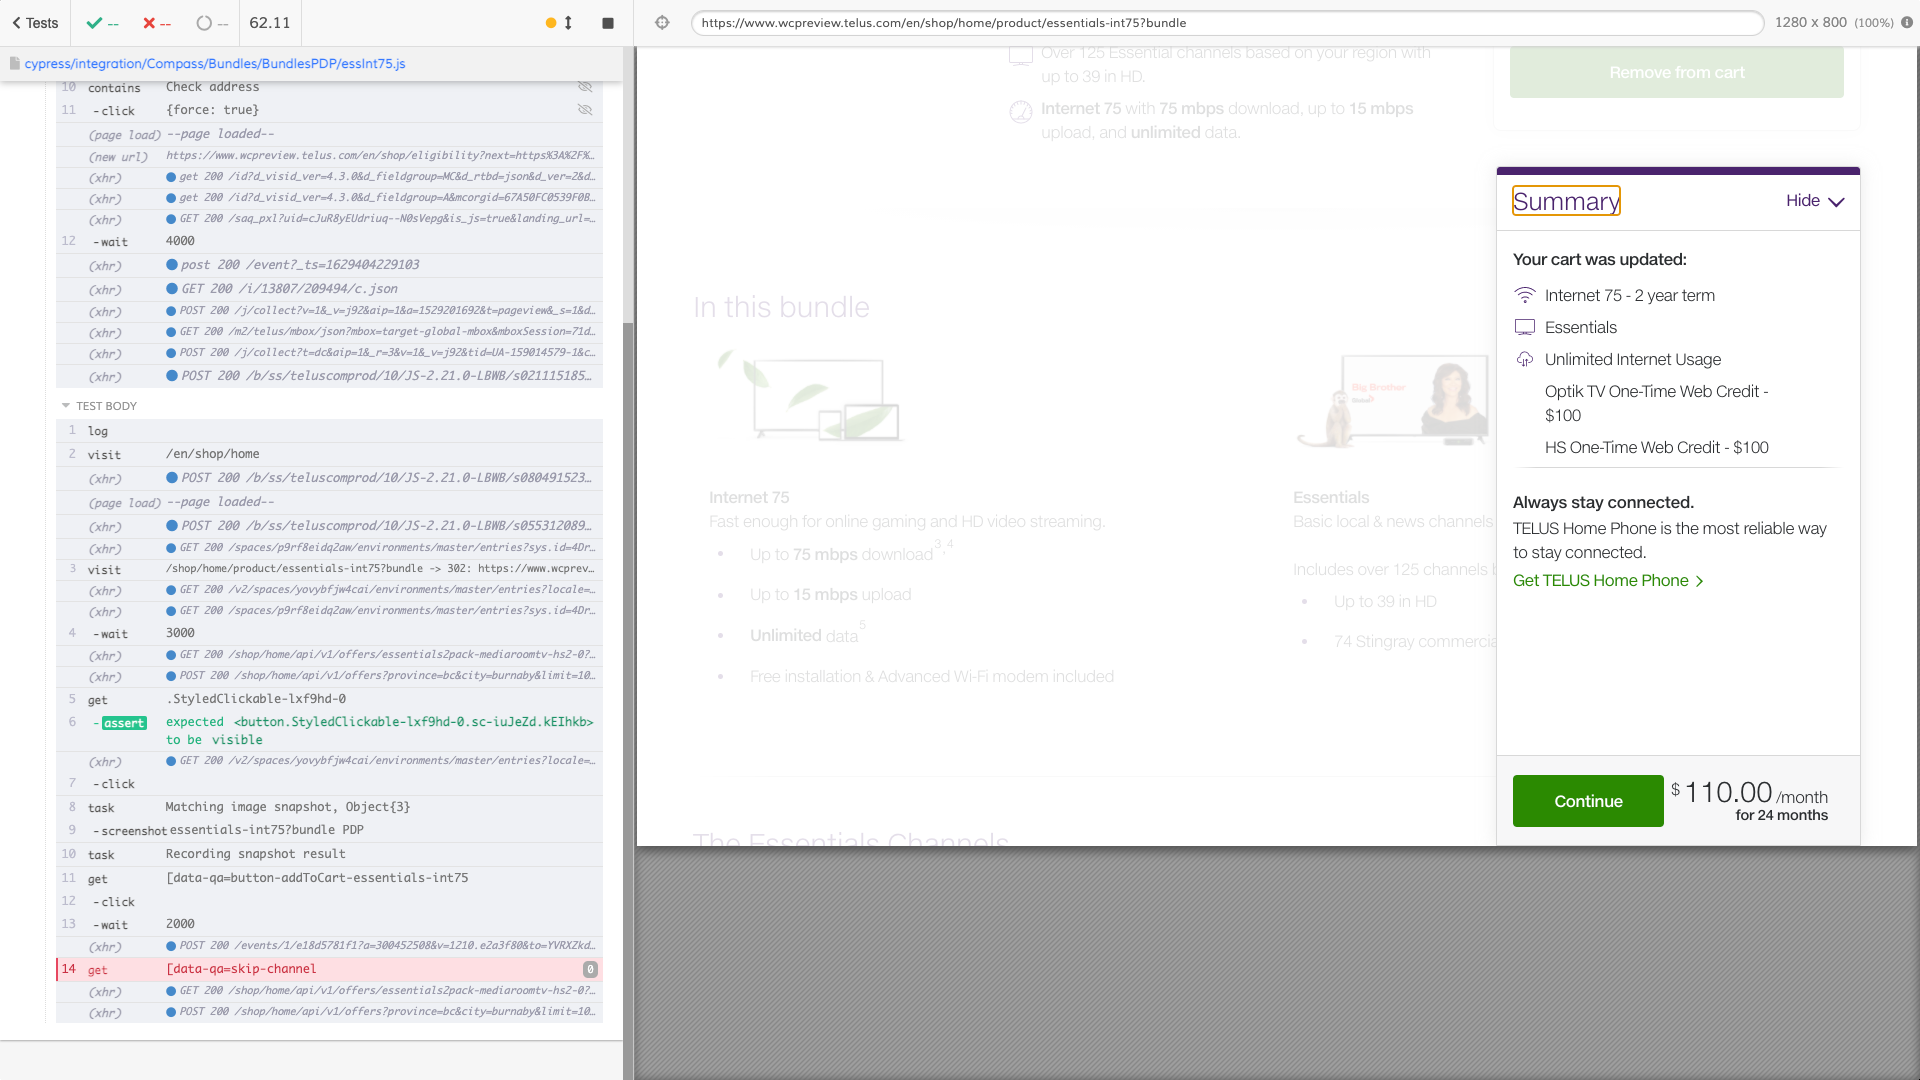 Tests
--
--
--
62.11
https://www.wcpreview.telus.com/en/shop/home/product/essentials-int75?bundle
1280 x 800 (100%)
cypress/integration/Compass/Bundles/BundlesPDP/essInt75.js
10 contains Check address
11 -click {force: true}
(page load) --page loaded--
(new url) https://www.wcpreview.telus.com/en/shop/eligibility?next=https%3A%2F%…
(xhr) get 200 /id?d_visid_ver=4.3.0&d_fieldgroup=MC&d_rtbd=json&d_ver=2&d…
(xhr) get 200 /id?d_visid_ver=4.3.0&d_fieldgroup=A&mcorgid=67A50FC0539F0B…
(xhr) GET 200 /saq_pxl?uid=cJuR8yEUdriuq--N0sVepg&is_js=true&landing_url=…
12 -wait 4000
(xhr) post 200 /event?_ts=1629404229103
(xhr) GET 200 /i/13807/209494/c.json
(xhr) POST 200 /j/collect?v=1&_v=j92&aip=1&a=1529201692&t=pageview&_s=1&d…
(xhr) GET 200 /m2/telus/mbox/json?mbox=target-global-mbox&mboxSession=71d…
(xhr) POST 200 /j/collect?t=dc&aip=1&_r=3&v=1&_v=j92&tid=UA-159014579-1&c…
(xhr) POST 200 /b/ss/teluscomprod/10/JS-2.21.0-LBWB/s021115185…
TEST BODY
1 log
2 visit /en/shop/home
(xhr) POST 200 /b/ss/teluscomprod/10/JS-2.21.0-LBWB/s080491523…
(page load) --page loaded--
(xhr) POST 200 /b/ss/teluscomprod/10/JS-2.21.0-LBWB/s055312089…
(xhr) GET 200 /spaces/p9rf8eidq2aw/environments/master/entries?sys.id=4Dr…
3 visit /shop/home/product/essentials-int75?bundle -> 302: https://www.wcprev…
(xhr) GET 200 /v2/spaces/yovybfjw4cai/environments/master/entries?locale=…
(xhr) GET 200 /spaces/p9rf8eidq2aw/environments/master/entries?sys.id=4Dr…
4 -wait 3000
(xhr) GET 200 /shop/home/api/v1/offers/essentials2pack-mediaroomtv-hs2-0?…
(xhr) POST 200 /shop/home/api/v1/offers?province=bc&city=burnaby&limit=10…
5 get .StyledClickable-lxf9hd-0
6 -assert expected <button.StyledClickable-lxf9hd-0.sc-iuJeZd.kEIhkb>
to be visible
(xhr) GET 200 /v2/spaces/yovybfjw4cai/environments/master/entries?locale=…
7 -click
8 task Matching image snapshot, Object{3}
9 -screenshot essentials-int75?bundle PDP
10 task Recording snapshot result
11 get [data-qa=button-addToCart-essentials-int75
12 -click
13 -wait 2000
(xhr) POST 200 /events/1/e18d5781f1?a=300452508&v=1210.e2a3f80&to=YVRXZkd…
14 get [data-qa=skip-channel 0
(xhr) GET 200 /shop/home/api/v1/offers/essentials2pack-mediaroomtv-hs2-0?…
(xhr) POST 200 /shop/home/api/v1/offers?province=bc&city=burnaby&limit=10…
Over 125 Essential channels based on your region with
up to 39 in HD.
Internet 75 with 75 mbps download, up to 15 mbps
upload, and unlimited data.
Remove from cart
In this bundle
Big Brother
Internet 75
Fast enough for online gaming and HD video streaming.
• Up to 75 mbps download 3,4
• Up to 15 mbps upload
• Unlimited data 5
• Free installation & Advanced Wi-Fi modem included
Essentials
Basic local & news channels
Includes over 125 channels
• Up to 39 in HD
• 74 Stingray commercia
The Essentials Channels
Summary
Hide
Your cart was updated:
Internet 75 - 2 year term
Essentials
Unlimited Internet Usage
Optik TV One-Time Web Credit -
$100
HS One-Time Web Credit - $100
Always stay connected.
TELUS Home Phone is the most reliable way
to stay connected.
Get TELUS Home Phone
Continue
$ 110.00 /month
for 24 months